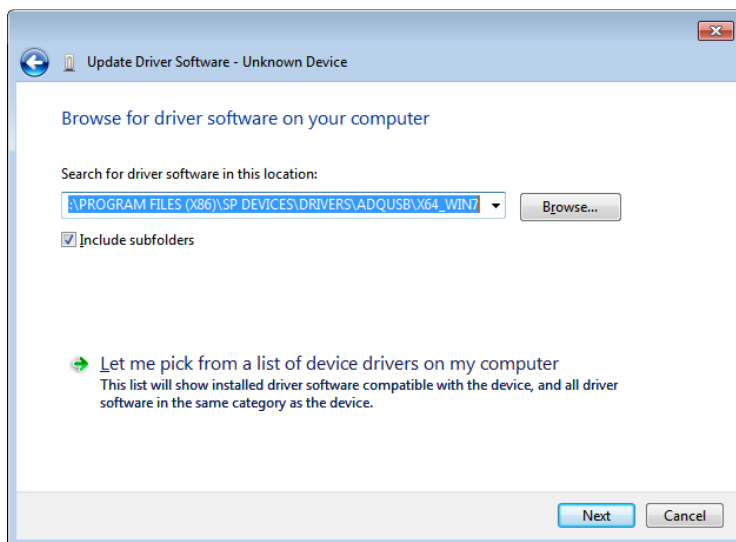 Update Driver Software - Unknown Device
Browse for driver software on your computer
Search for driver software in this location:
:\PROGRAM FILES (X86)\SP DEVICES\DRIVERS\ADQUSB\X64_WIN7
Browse...
Include subfolders
Let me pick from a list of device drivers on my computer
This list will show installed driver software compatible with the device, and all driver
software in the same category as the device.
Next
Cancel